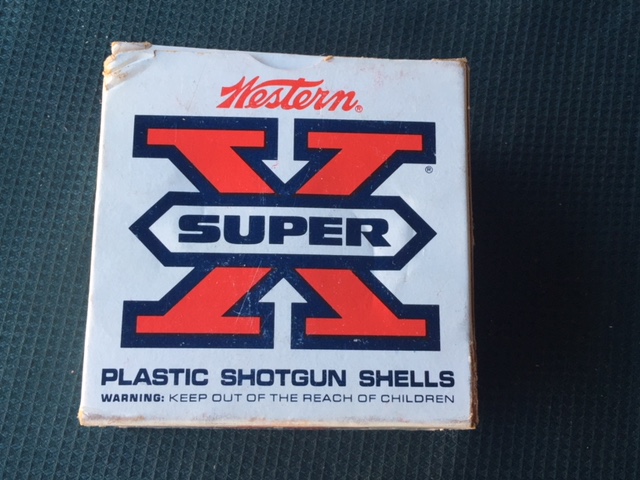 Western®
X®
SUPER
PLASTIC SHOTGUN SHELLS
WARNING: KEEP OUT OF THE REACH OF CHILDREN